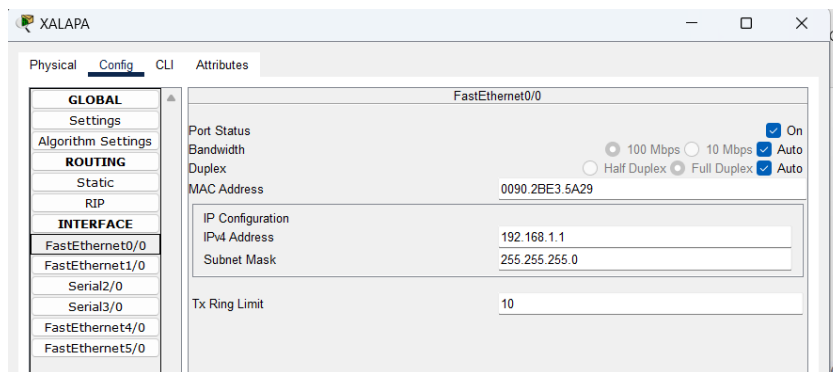 XALAPA
Physical Config CLI Attributes
GLOBAL
Settings
Algorithm Settings
ROUTING
Static
RIP
INTERFACE
FastEthernet0/0
FastEthernet1/0
Serial2/0
Serial3/0
FastEthernet4/0
FastEthernet5/0
FastEthernet0/0
Port Status On
Bandwidth 100 Mbps 10 Mbps Auto
Duplex Half Duplex Full Duplex Auto
MAC Address 0090.2BE3.5A29
IP Configuration
IPv4 Address 192.168.1.1
Subnet Mask 255.255.255.0
Tx Ring Limit 10